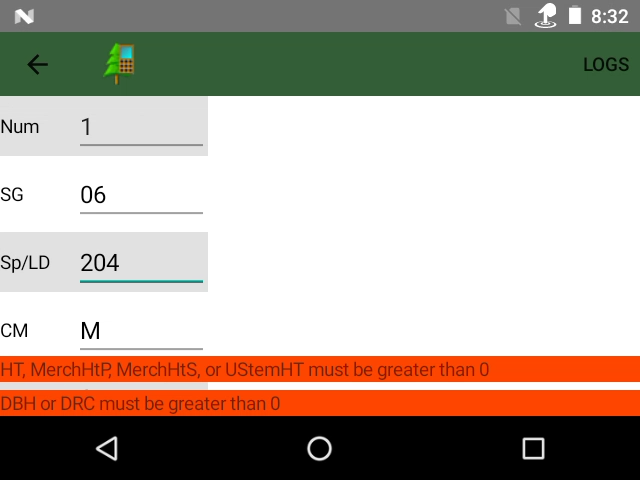 8:32
LOGS
Num 1
SG 06
Sp/LD 204
CM M
HT, MerchHtP, MerchHtS, or UStemHT must be greater than 0
DBH or DRC must be greater than 0